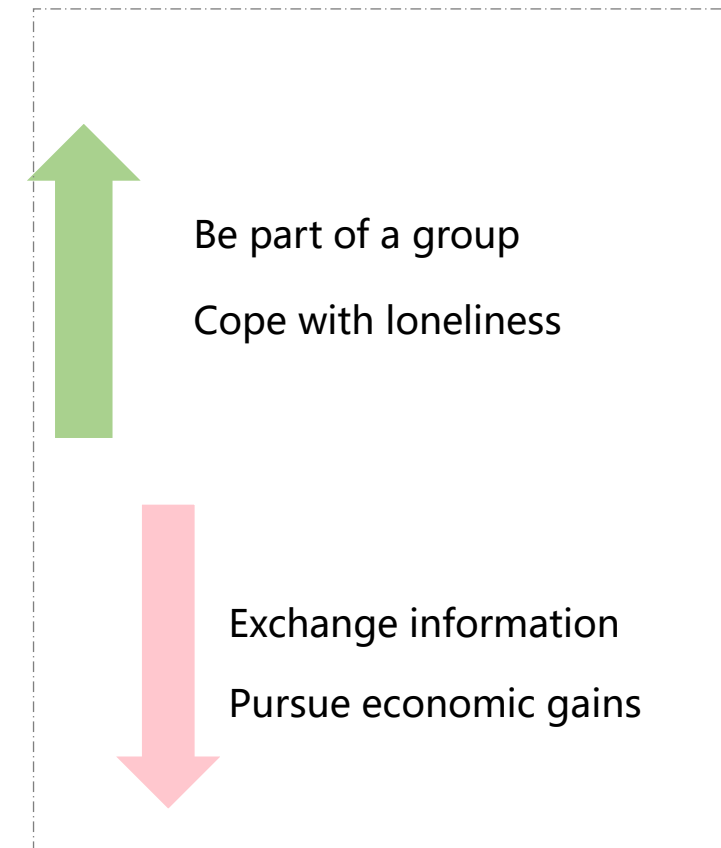 Be part of a group
Cope with loneliness
Exchange information
Pursue economic gains